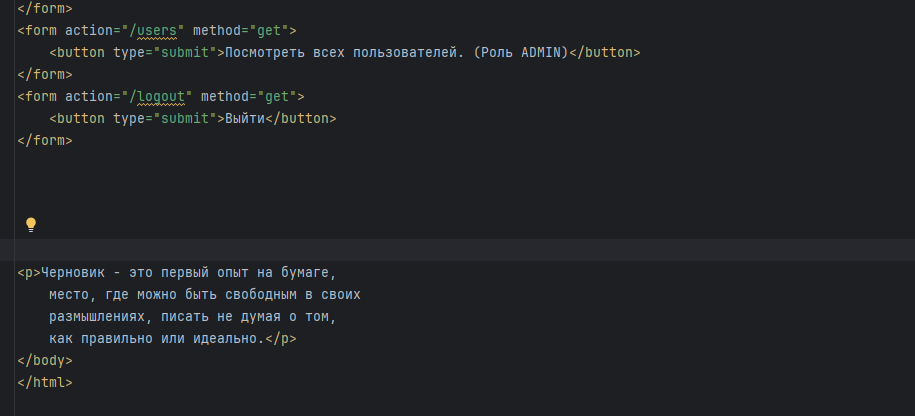 </form>
<form action="/users" method="get">
    <button type="submit">Посмотреть всех пользователей. (Роль ADMIN)</button>
</form>
<form action="/logout" method="get">
    <button type="submit">Выйти</button>
</form>
<p>Черновик - это первый опыт на бумаге,
    место, где можно быть свободным в своих
    размышлениях, писать не думая о том,
    как правильно или идеально.</p>
</body>
</html>